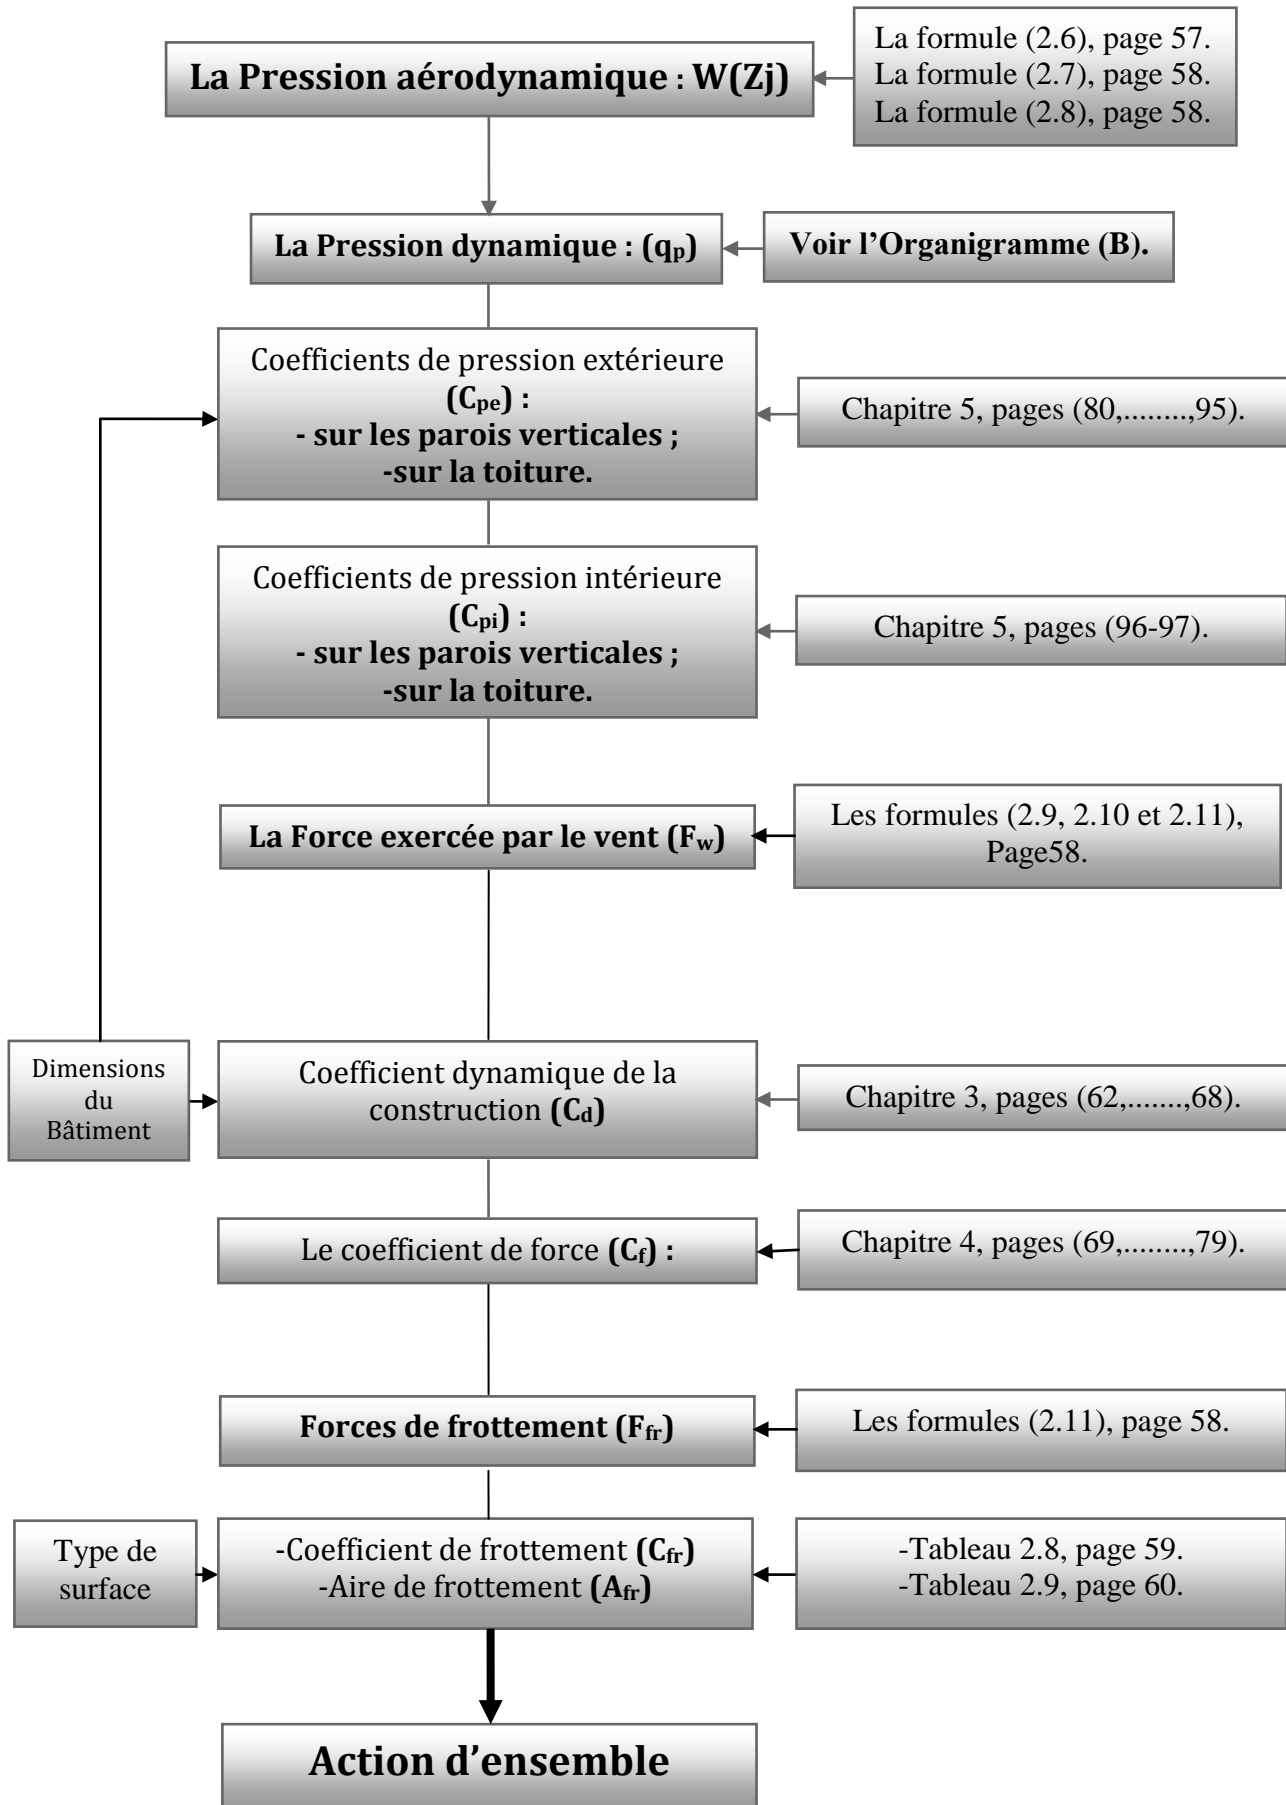 La Pression aérodynamique : W(Zj)
La formule (2.6), page 57.
La formule (2.7), page 58.
La formule (2.8), page 58.
La Pression dynamique : (qp)
Voir l’Organigramme (B).
Coefficients de pression extérieure
(Cpe) :
- sur les parois verticales ;
-sur la toiture.
Chapitre 5, pages (80,........,95).
Coefficients de pression intérieure
(Cpi) :
- sur les parois verticales ;
-sur la toiture.
Chapitre 5, pages (96-97).
La Force exercée par le vent (Fw)
Les formules (2.9, 2.10 et 2.11),
Page58.
Dimensions
du
Bâtiment
Coefficient dynamique de la
construction (Cd)
Chapitre 3, pages (62,.......,68).
Le coefficient de force (Cf) :
Chapitre 4, pages (69,........,79).
Forces de frottement (Ffr)
Les formules (2.11), page 58.
Type de
surface
-Coefficient de frottement (Cfr)
-Aire de frottement (Afr)
-Tableau 2.8, page 59.
-Tableau 2.9, page 60.
Action d’ensemble